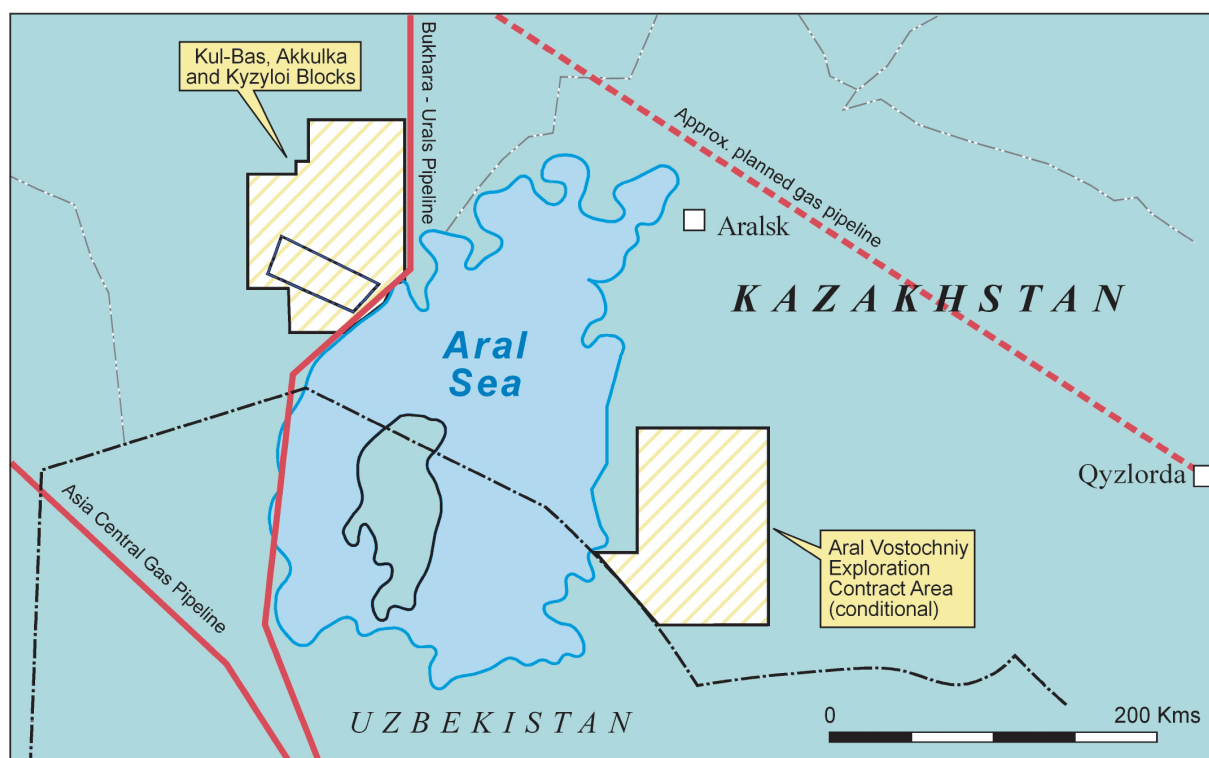 Kul-Bas, Akkulka
and Kyzyloi Blocks
Bukhara - Urals Pipeline
Approx. planned gas pipeline
Aralsk
KAZAKHSTAN
Aral
Sea
Qyzlorda
Asia Central Gas Pipeline
Aral Vostochniy
Exploration
Contract Area
(conditional)
UZBEKISTAN
0
200 Kms